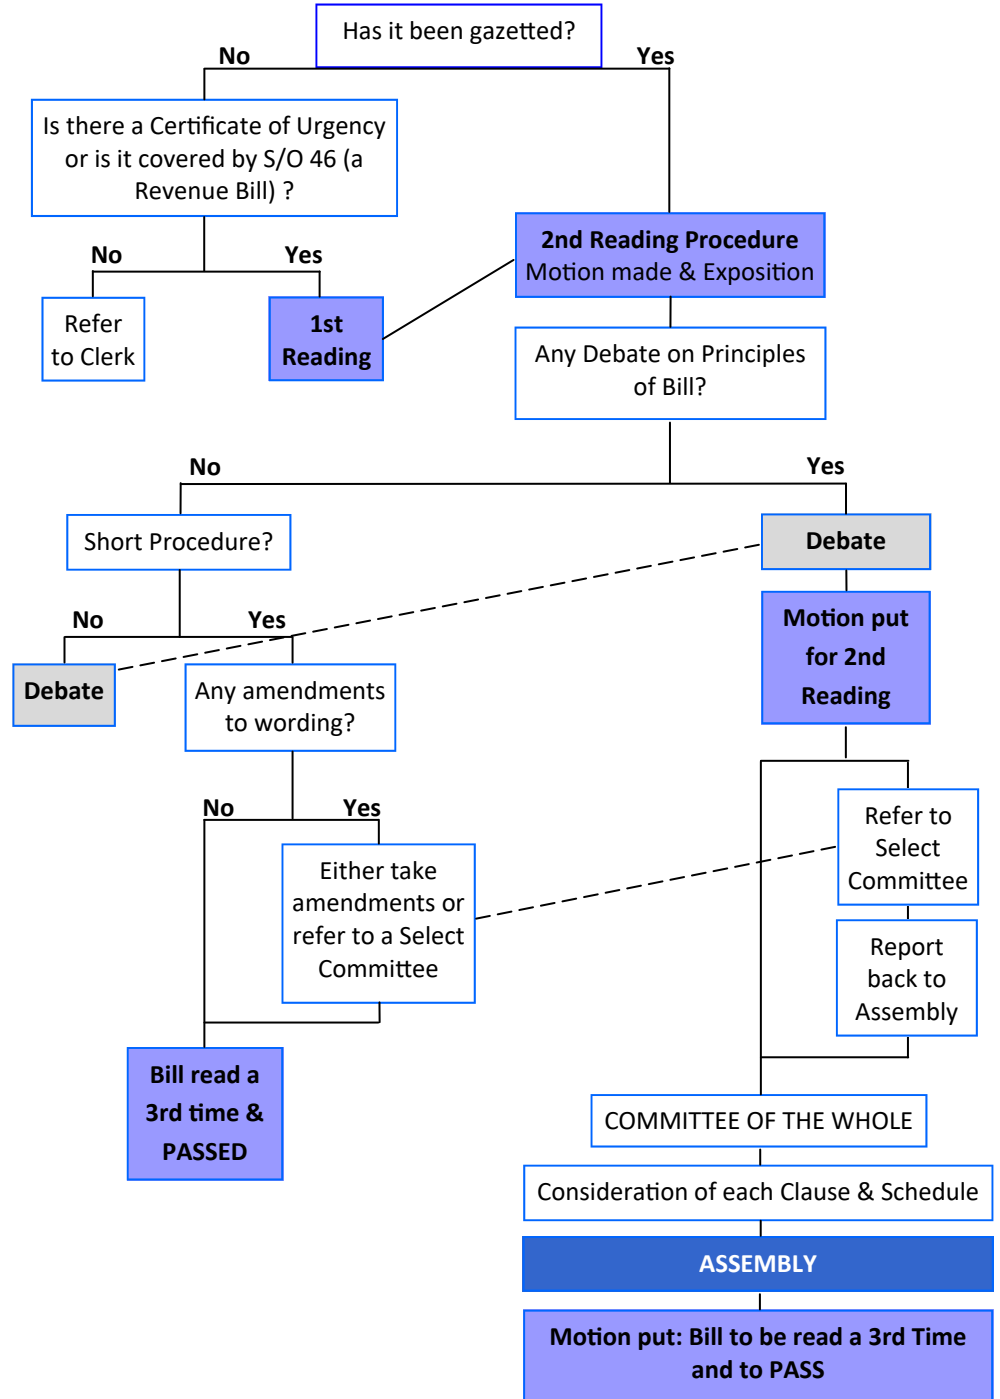 Has it been gazetted?
No
Yes
Is there a Certificate of Urgency
or is it covered by S/O 46 (a
Revenue Bill) ?
2nd Reading Procedure
Motion made & Exposition
No
Yes
Refer
to Clerk
1st
Reading
Any Debate on Principles
of Bill?
No
Yes
Short Procedure?
Debate
No
Yes
Motion put
for 2nd
Reading
Debate
Any amendments
to wording?
No
Yes
Refer to
Select
Committee
Either take
amendments or
refer to a Select
Committee
Report
back to
Assembly
Bill read a
3rd time &
PASSED
COMMITTEE OF THE WHOLE
Consideration of each Clause & Schedule
ASSEMBLY
Motion put: Bill to be read a 3rd Time
and to PASS